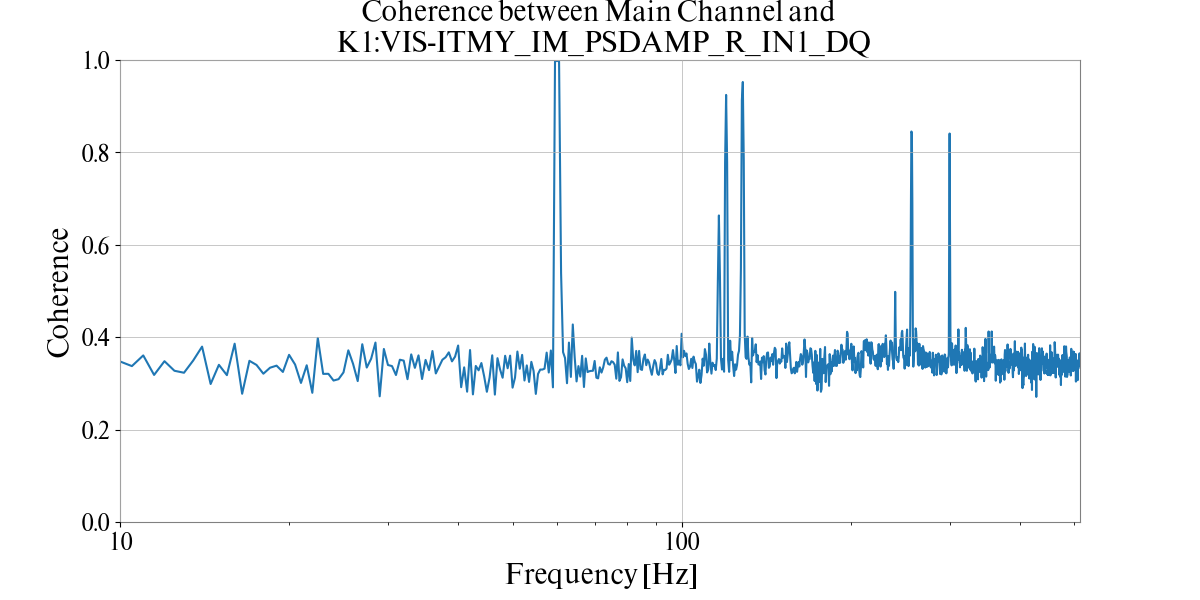 Coherence between Main Channel and
K1:VIS-ITMY_IM_PSDAMP_R_IN1_DQ
1.0
0.8
0.6
0.4
0.2
0.0
Coherence
10
100
Frequency [Hz]